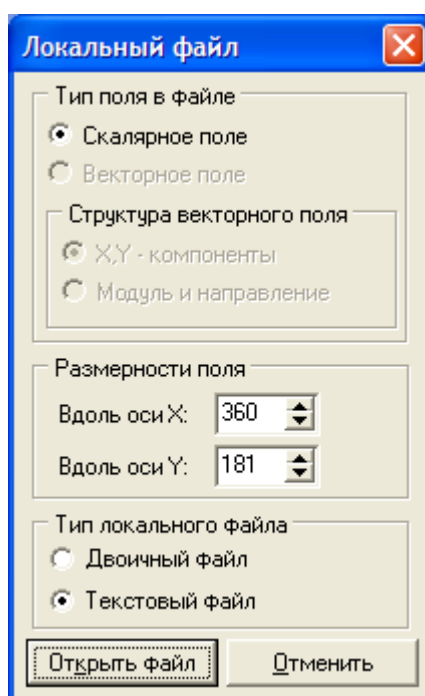 Локальный файл
Тип поля в файле
Скалярное поле
Векторное поле
Структура векторного поля
X,Y - компоненты
Модуль и направление
Размерности поля
Вдоль оси X: 360
Вдоль оси Y: 181
Тип локального файла
Двоичный файл
Текстовый файл
Открыть файл Отменить